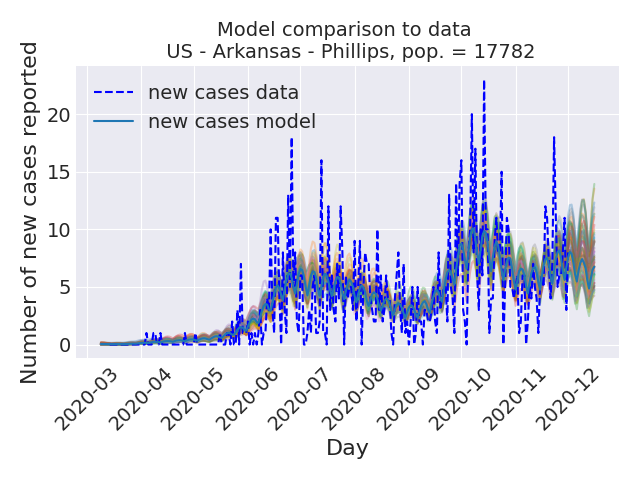 Model comparison to data
US - Arkansas - Phillips, pop. = 17782
Number of new cases reported
20
15
10
5
0
new cases data
new cases model
2020-03
2020-04
2020-05
2020-06
2020-07
2020-08
2020-09
2020-10
2020-11
2020-12
Day